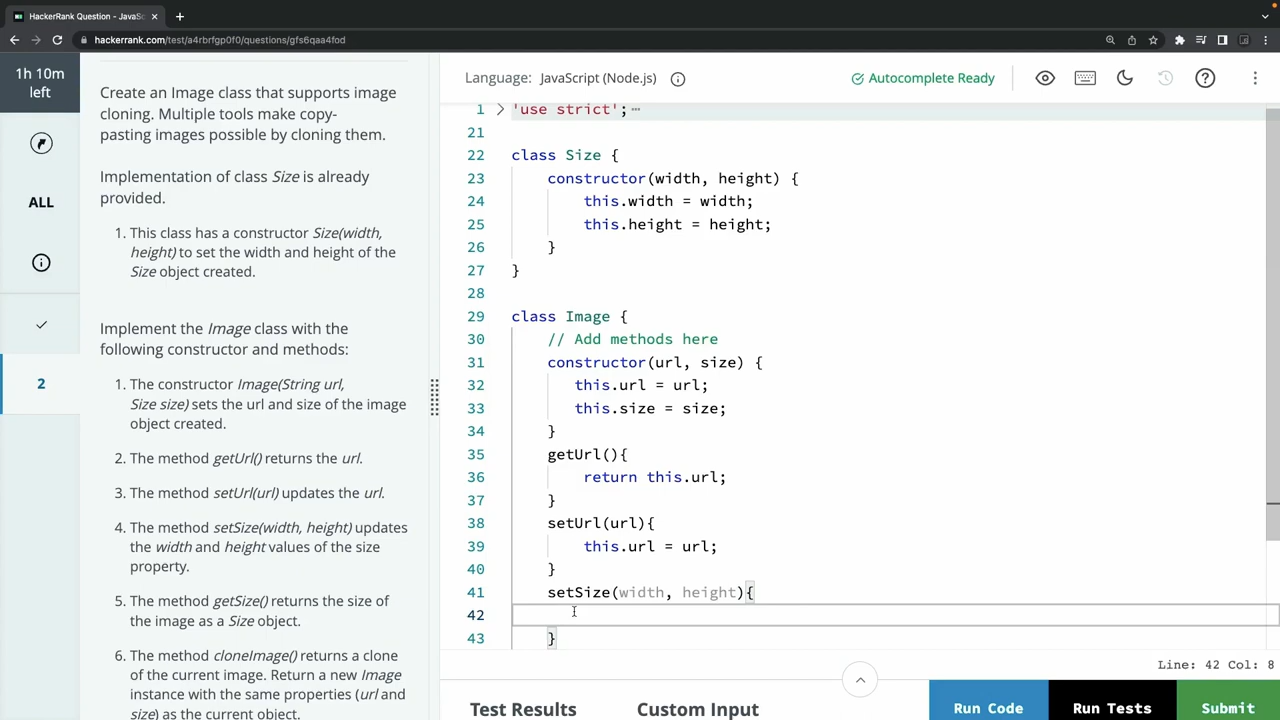 HackerRank Question - JavaSc
hackerrank.com/test/a4rbrfgp0f0/questions/gfs6qaa4fod
1h 10m
left
ALL
2
Create an Image class that supports image
cloning. Multiple tools make copy-
pasting images possible by cloning them.
Implementation of class Size is already
provided.
1. This class has a constructor Size(width,
height) to set the width and height of the
Size object created.
Implement the Image class with the
following constructor and methods:
1. The constructor Image(String url,
Size size) sets the url and size of the image
object created.
2. The method getUrl() returns the url.
3. The method setUrl(url) updates the url.
4. The method setSize(width, height) updates
the width and height values of the size
property.
5. The method getSize() returns the size of
the image as a Size object.
6. The method cloneImage() returns a clone
of the current image. Return a new Image
instance with the same properties (url and
size) as the current object.
Language: JavaScript (Node.js)
Autocomplete Ready
1 'use strict';
21
22 class Size {
23 constructor(width, height) {
24 this.width = width;
25 this.height = height;
26 }
27 }
28
29 class Image {
30 // Add methods here
31 constructor(url, size) {
32 this.url = url;
33 this.size = size;
34 }
35 getUrl(){
36 return this.url;
37 }
38 setUrl(url){
39 this.url = url;
40 }
41 setSize(width, height){
42
43 }
Line: 42 Col: 8
Test Results
Custom Input
Run Code
Run Tests
Submit